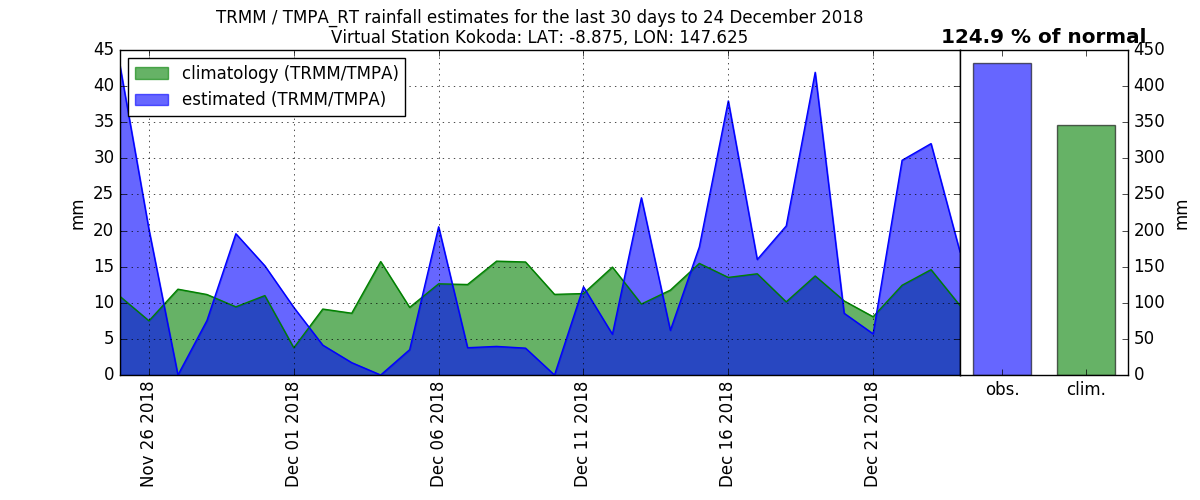 TRMM / TMPA_RT rainfall estimates for the last 30 days to 24 December 2018
Virtual Station Kokoda: LAT: -8.875, LON: 147.625
124.9 % of normal
climatology (TRMM/TMPA)
estimated (TRMM/TMPA)
mm
45
40
35
30
25
20
15
10
5
0
Nov 26 2018
Dec 01 2018
Dec 06 2018
Dec 11 2018
Dec 16 2018
Dec 21 2018
obs.
clim.
450
400
350
300
250
200
150
100
50
0
mm